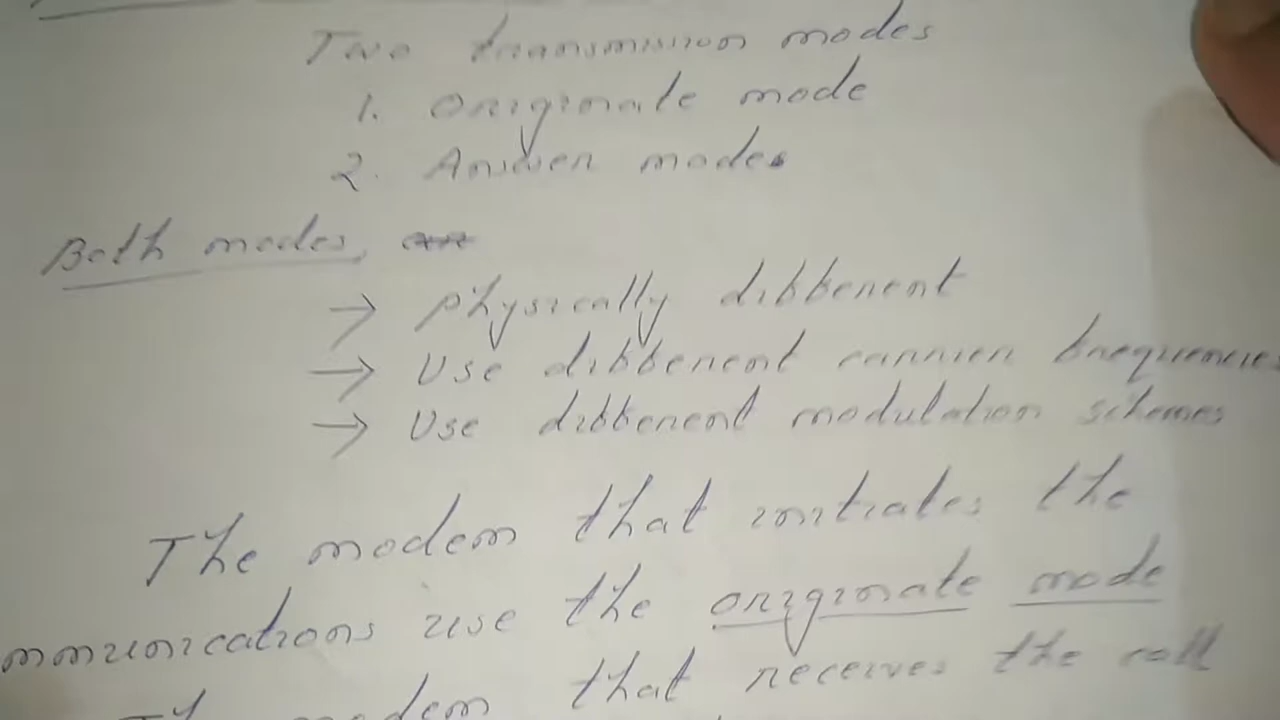 Two transmission modes
1. Originate mode
2. Answer modes
Both modes,
→ physically different
→ Use different carrier frequencies
→ Use different modulation schemes
The modem that initiates the
mmunications use the originate mode
modem that receives the call